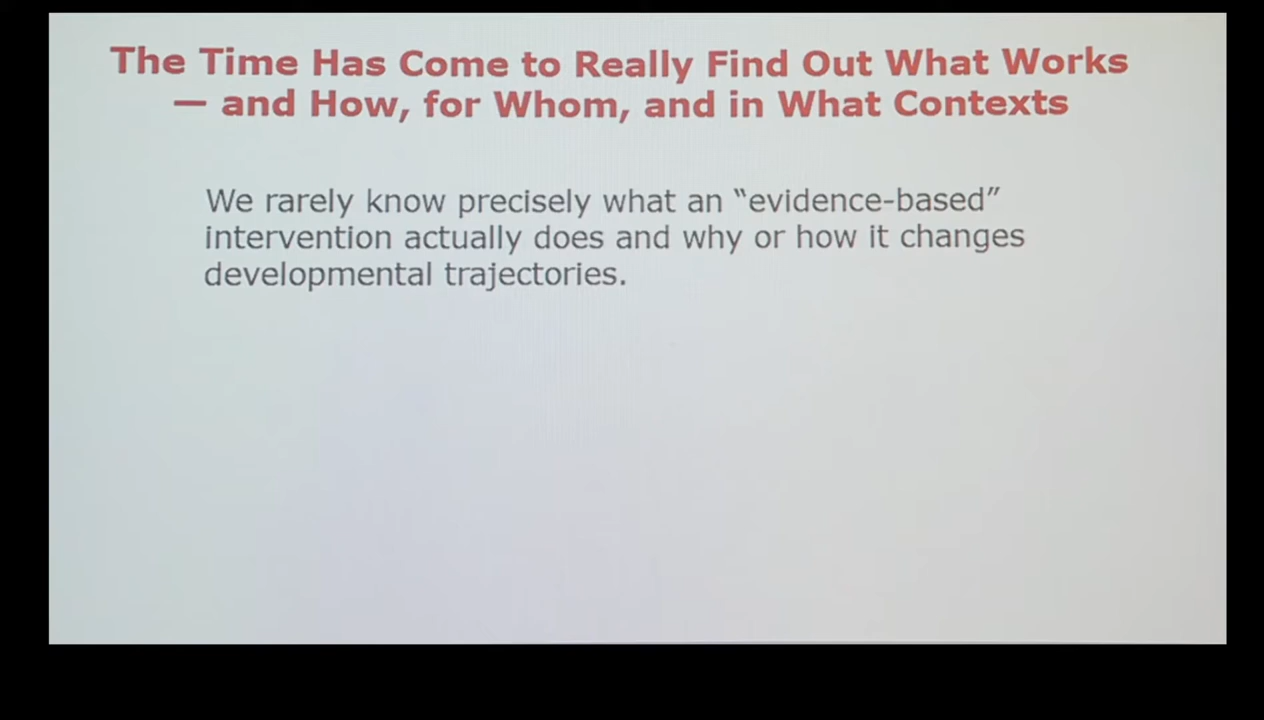 The Time Has Come to Really Find Out What Works
— and How, for Whom, and in What Contexts
We rarely know precisely what an “evidence-based”
intervention actually does and why or how it changes
developmental trajectories.